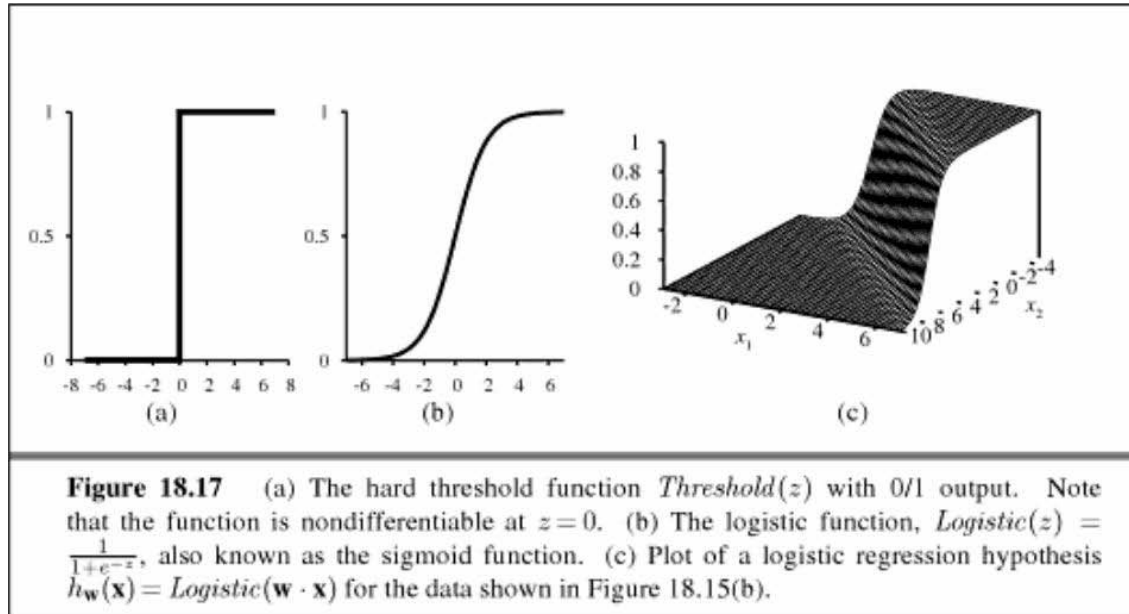 1
0.5
0
-8 -6 -4 -2 0 2 4 6 8
(a)
1
0.5
0
-6 -4 -2 0 2 4 6
(b)
1
0.8
0.6
0.4
0.2
0
-2 0 2 4 6
x₁
10 8 6 4 2 0 -2 -4
x₂
(c)
Figure 18.17 (a) The hard threshold function Threshold(z) with 0/1 output. Note
that the function is nondifferentiable at z = 0. (b) The logistic function, Logistic(z) =
1/(1+e⁻ᶻ), also known as the sigmoid function. (c) Plot of a logistic regression hypothesis
h_w(x) = Logistic(w · x) for the data shown in Figure 18.15(b).